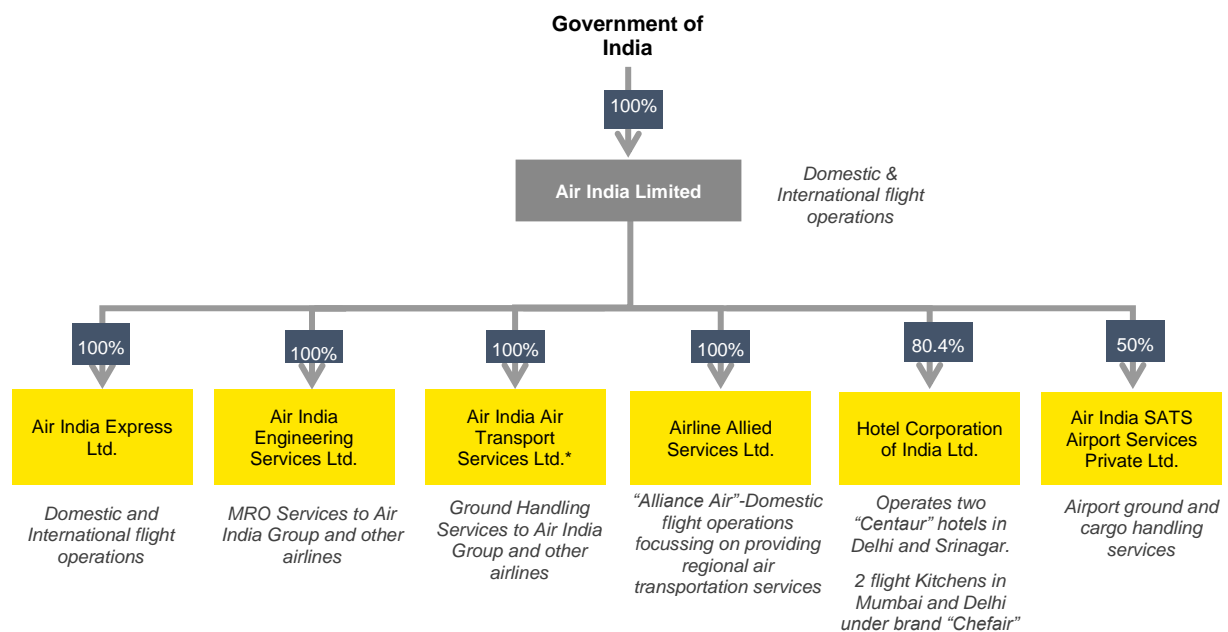 Government of
India
100%
Air India Limited
Domestic &
International flight
operations
100%
100%
100%
100%
80.4%
50%
Air India Express
Ltd.
Air India
Engineering
Services Ltd.
Air India Air
Transport
Services Ltd.*
Airline Allied
Services Ltd.
Hotel Corporation
of India Ltd.
Air India SATS
Airport Services
Private Ltd.
Domestic and
International flight
operations
MRO Services to Air
India Group and other
airlines
Ground Handling
Services to Air India
Group and other
airlines
“Alliance Air”-Domestic
flight operations
focussing on providing
regional air
transportation services
Operates two
“Centaur” hotels in
Delhi and Srinagar.
2 flight Kitchens in
Mumbai and Delhi
under brand “Chefair”
Airport ground and
cargo handling
services